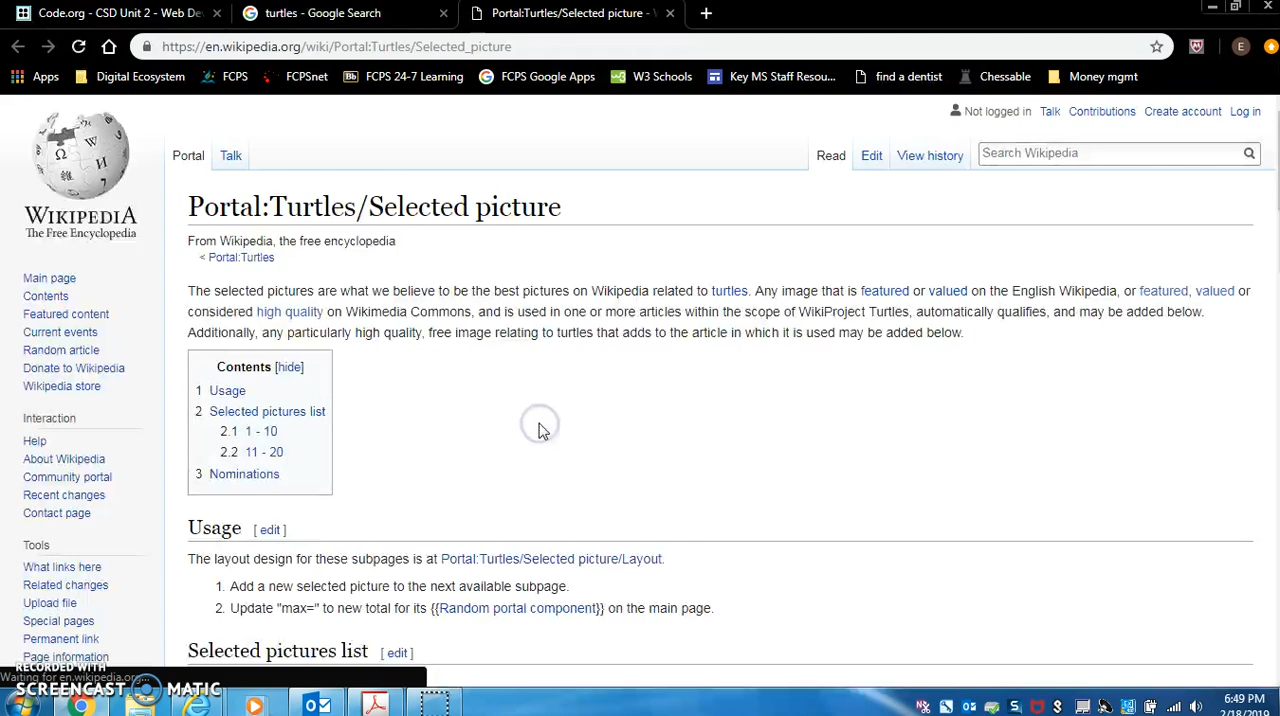 Code.org - CSD Unit 2 - Web De
turtles - Google Search
Portal:Turtles/Selected picture -
https://en.wikipedia.org/wiki/Portal:Turtles/Selected_picture
E
Apps
Digital Ecosystem
FCPS
FCPSnet
Bb FCPS 24-7 Learning
FCPS Google Apps
W3 Schools
Key MS Staff Resou...
find a dentist
Chessable
Money mgmt
Not logged in Talk Contributions Create account Log in
Portal Talk
Read Edit View history
Search Wikipedia
WIKIPEDIA
The Free Encyclopedia
Main page
Contents
Featured content
Current events
Random article
Donate to Wikipedia
Wikipedia store
Interaction
Help
About Wikipedia
Community portal
Recent changes
Contact page
Tools
What links here
Related changes
Upload file
Special pages
Permanent link
Page information
Portal:Turtles/Selected picture
From Wikipedia, the free encyclopedia
< Portal:Turtles
The selected pictures are what we believe to be the best pictures on Wikipedia related to turtles. Any image that is featured or valued on the English Wikipedia, or featured, valued or
considered high quality on Wikimedia Commons, and is used in one or more articles within the scope of WikiProject Turtles, automatically qualifies, and may be added below.
Additionally, any particularly high quality, free image relating to turtles that adds to the article in which it is used may be added below.
Contents [hide]
1 Usage
2 Selected pictures list
2.1 1 - 10
2.2 11 - 20
3 Nominations
Usage [ edit ]
The layout design for these subpages is at Portal:Turtles/Selected picture/Layout.
1. Add a new selected picture to the next available subpage.
2. Update "max=" to new total for its {{Random portal component}} on the main page.
Selected pictures list [ edit ]
RECORDED WITH
Waiting for en.wikipedia.org...
SCREENCAST MATIC
6:49 PM
2/18/2019